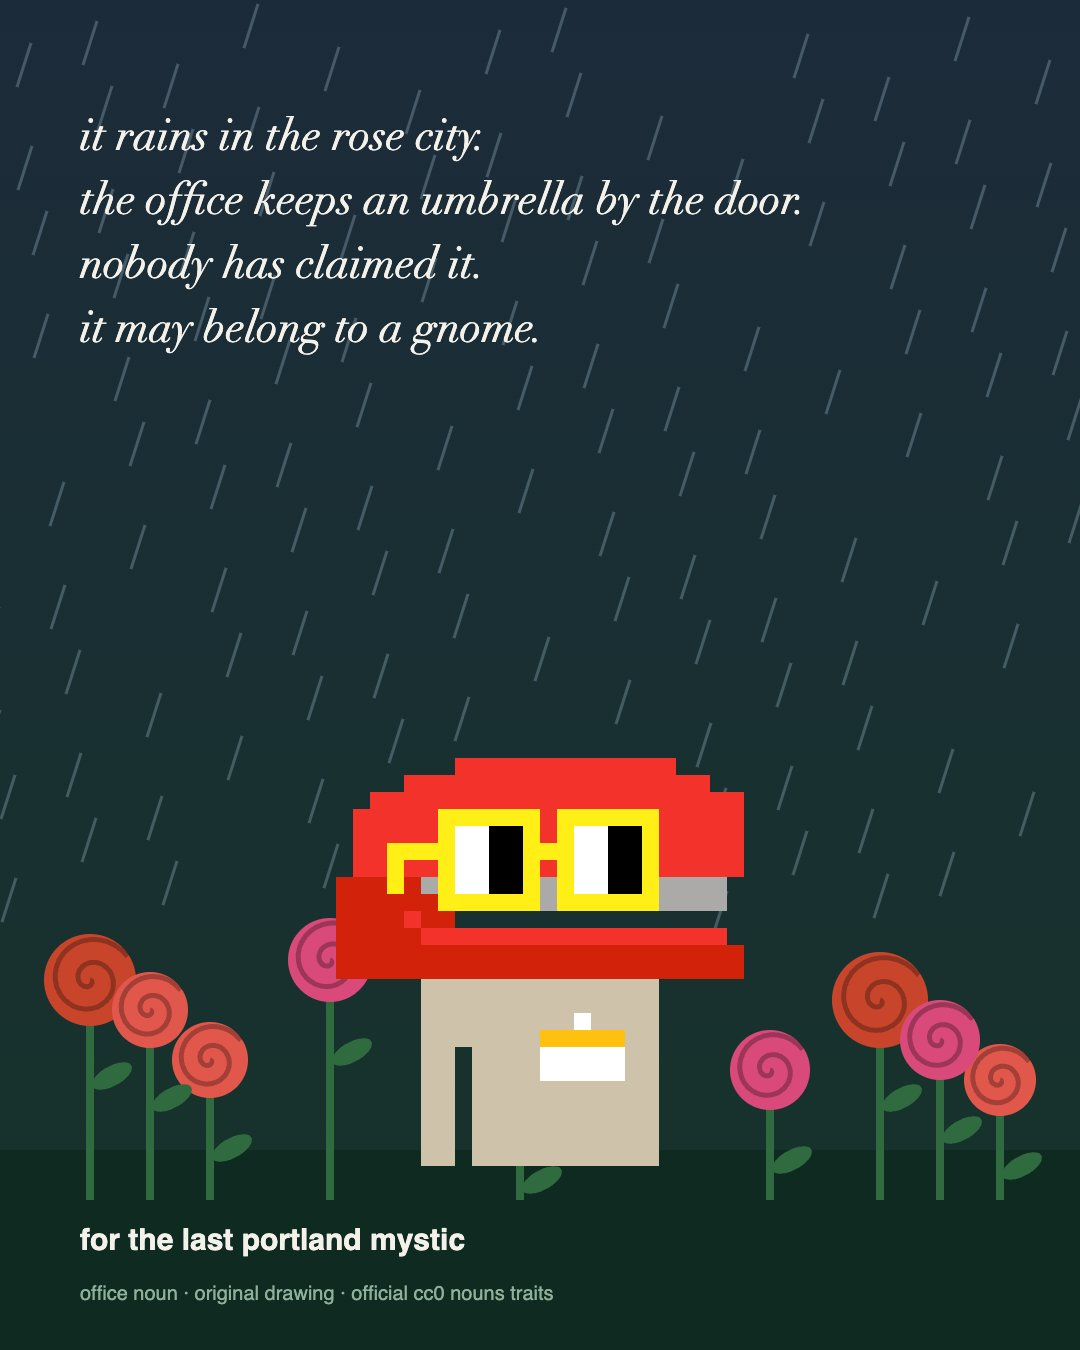 it rains in the rose city.
the office keeps an umbrella by the door.
nobody has claimed it.
it may belong to a gnome.
for the last portland mystic
office noun · original drawing · official cc0 nouns traits